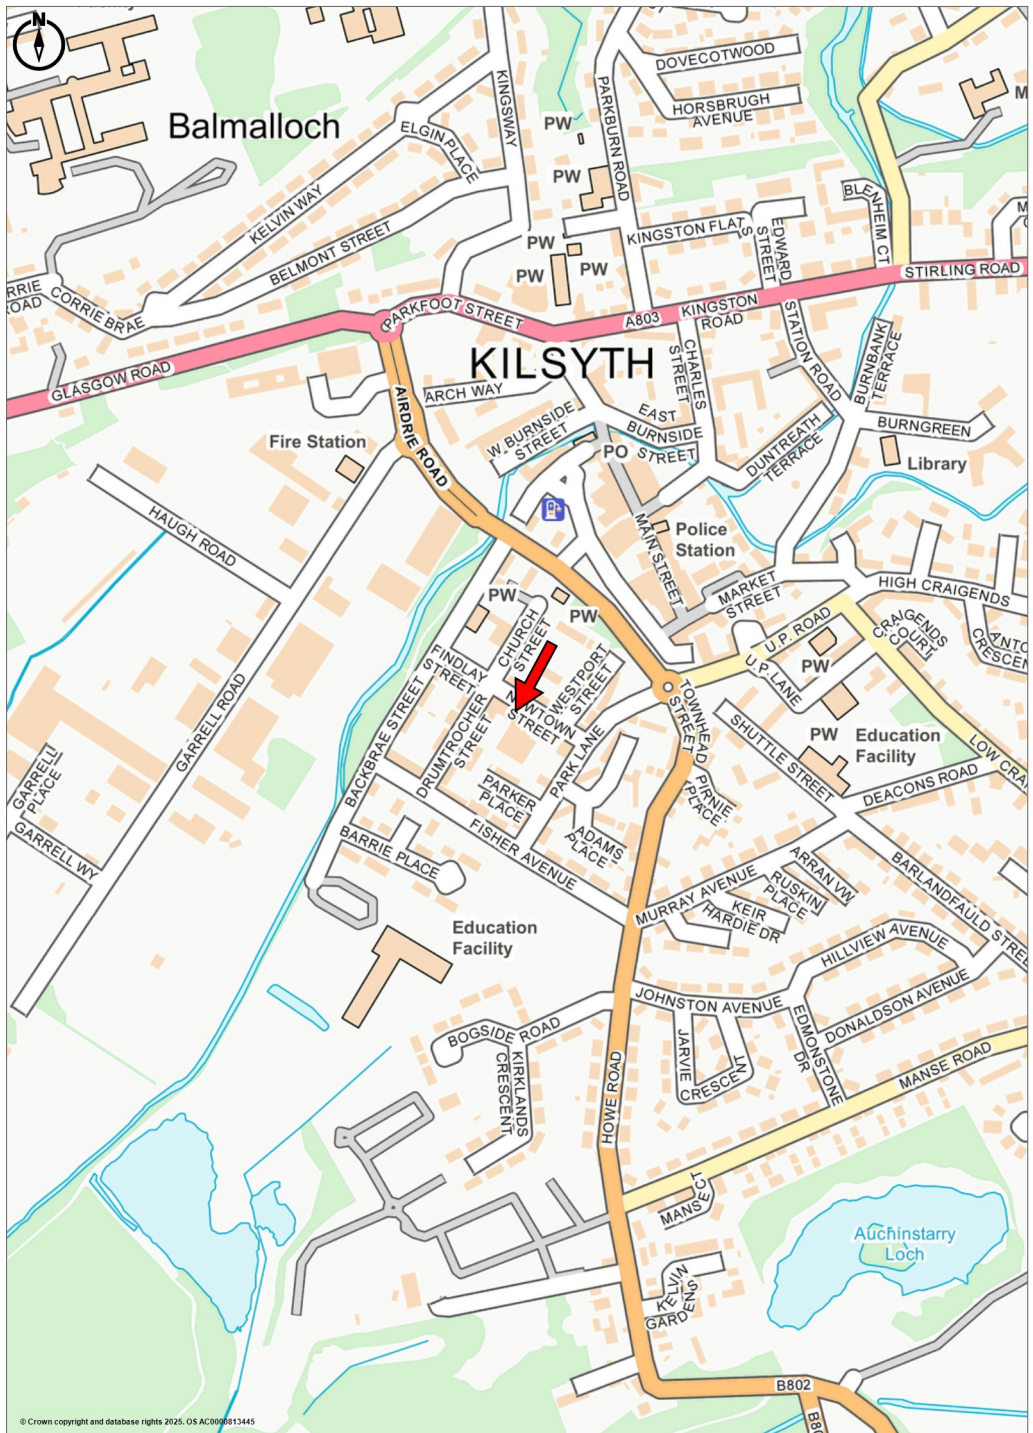 N
Balmalloch
KILSYTH
DOVECOTWOOD
HORSBRUGH
AVENUE
KINGSWAY
PARKBURN ROAD
PW
ELGIN PLACE
PW
KELVIN WAY
BELMONT STREET
BLENHEIM CT
KINGSTON FLATS
EDWARD
STREET
PW
PW
PW
STIRLING ROAD
CORRIE BRAE
PARKFOOT STREET
A803
KINGSTON
ROAD
GLASGOW ROAD
STATION ROAD
BURNBANK
TERRACE
CHARLES
STREET
ARCH WAY
AIRDRIE ROAD
W BURNSIDE
STREET
EAST
BURNSIDE
STREET
DUNTREATH
TERRACE
BURNGREEN
Fire Station
PO
Library
HAUGH ROAD
MAIN STREET
Police
Station
MARKET
STREET
HIGH CRAIGENDS
PW
PW
CHURCH
STREET
U.P. ROAD
CRAIGENDS
COURT
U.P. LANE
PW
FINDLAY
STREET
WESTPORT
STREET
NEWTOWN
STREET
GARRELL ROAD
BACKBRAE STREET
DRUMTROCHER
STREET
TOWNHEAD
STREET
SHUTTLE STREET
PW
Education
Facility
LOW CRA
PARK LANE
PARKER
PLACE
PIRNIE
PLACE
DEACONS ROAD
GARRELL
PLACE
GARRELL WY
BARRIE PLACE
FISHER AVENUE
ADAMS
PLACE
ARRAN VW
BARLANDFAULD STREE
MURRAY AVENUE
RUSKIN
PLACE
KEIR
HARDIE DR
Education
Facility
HILLVIEW AVENUE
JOHNSTON AVENUE
DONALDSON AVENUE
EDMONSTONE
DR
BOGSIDE ROAD
KIRKLANDS
CRESCENT
JARVIE
CRESCENT
HOWE ROAD
MANSE ROAD
MANSE CT
Auchinstarry
Loch
KELVIN
GARDENS
B802
© Crown copyright and database rights 2025. OS AC0000813445